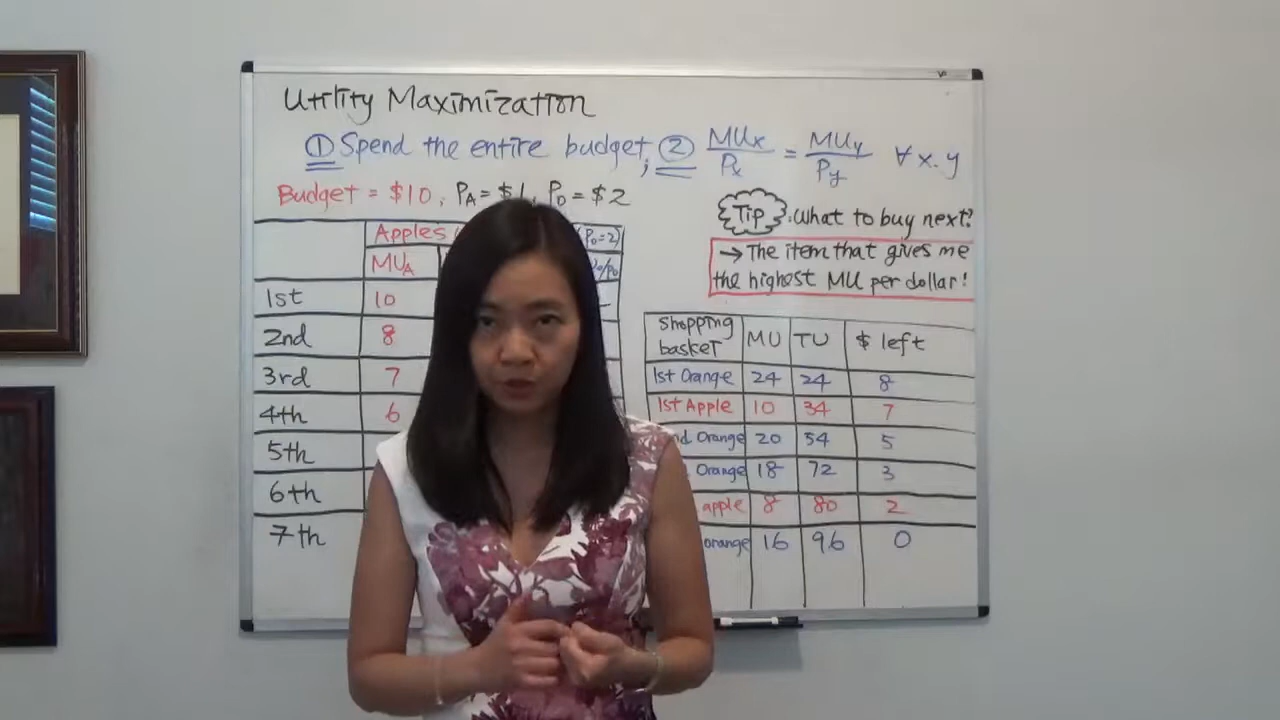 Utility Maximization
① Spend the entire budget; ② MUx/Px = MUy/Py ∀ x.y
Budget = $10, PA = $1, PO = $2
Tip: What to buy next?
→ The item that gives me
the highest MU per dollar!
Apples (PO=2)
MUA /PO
1st 10
2nd 8
3rd 7
4th 6
5th
6th
7th
Shopping basket MU TU $ left
1st Orange 24 24 8
1st Apple 10 34 7
nd Orange 20 54 5
Orange 18 72 3
apple 8 80 2
orange 16 96 0